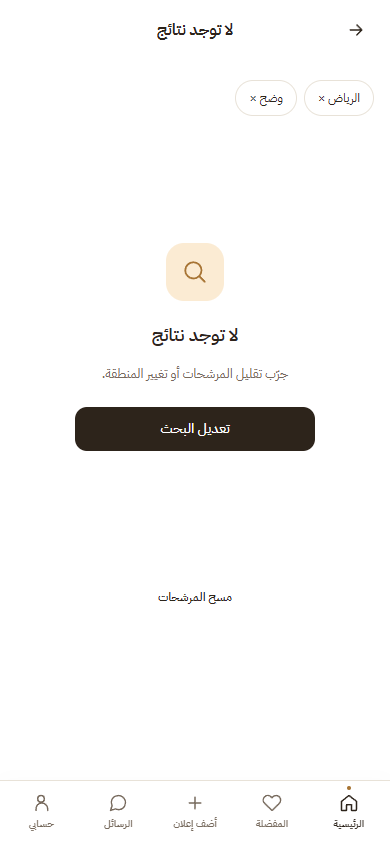 لا توجد نتائج
الرياض × وضح ×
لا توجد نتائج
جرّب تقليل المرشحات أو تغيير المنطقة.
تعديل البحث
مسح المرشحات
الرئيسية المفضلة أضف إعلان الرسائل حسابي